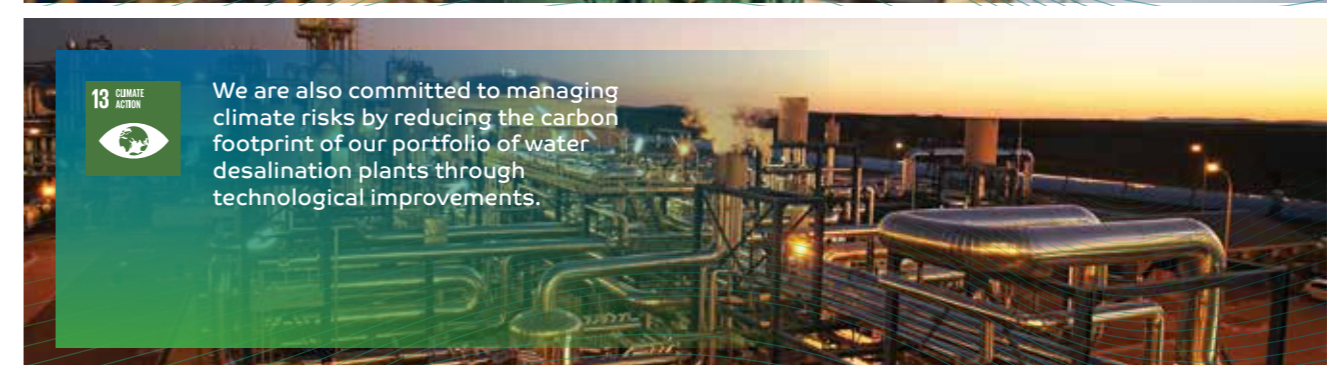 13 CLIMATE
ACTION
We are also committed to managing
climate risks by reducing the carbon
footprint of our portfolio of water
desalination plants through
technological improvements.